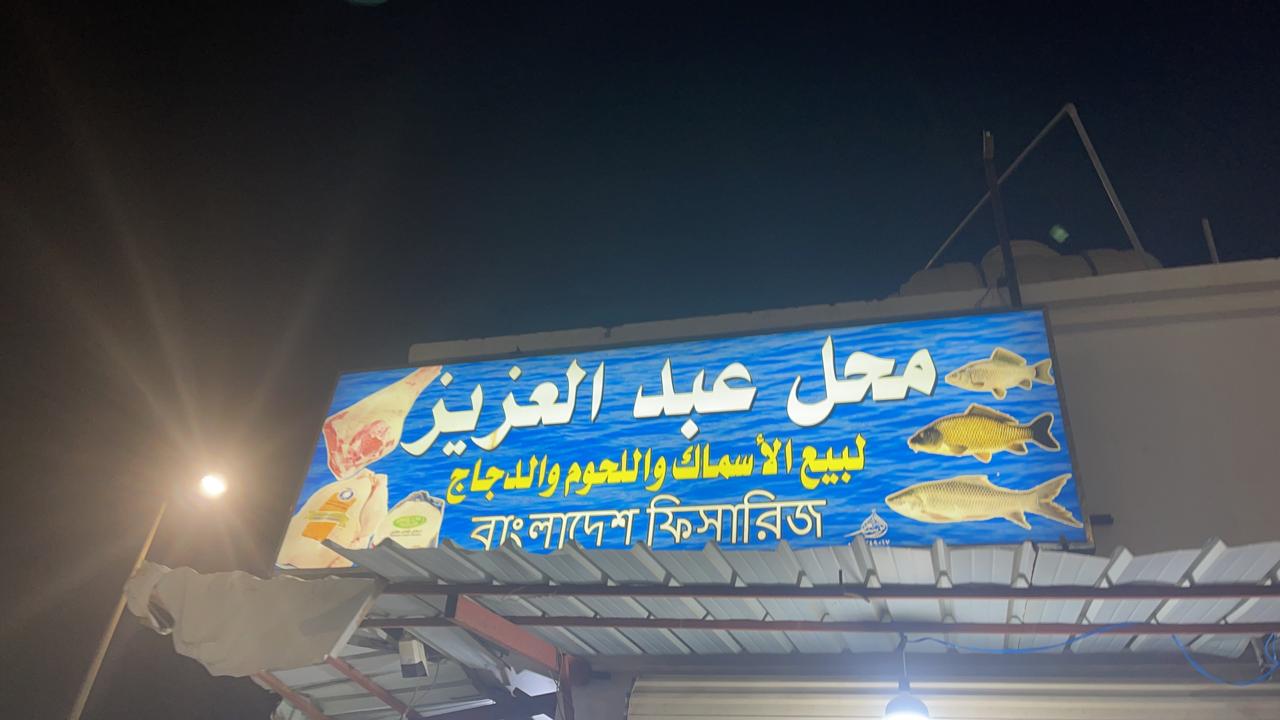 محل عبد العزيز
لبيع الأسماك واللحوم والدجاج
বাংলাদেশ ফিসারিজ